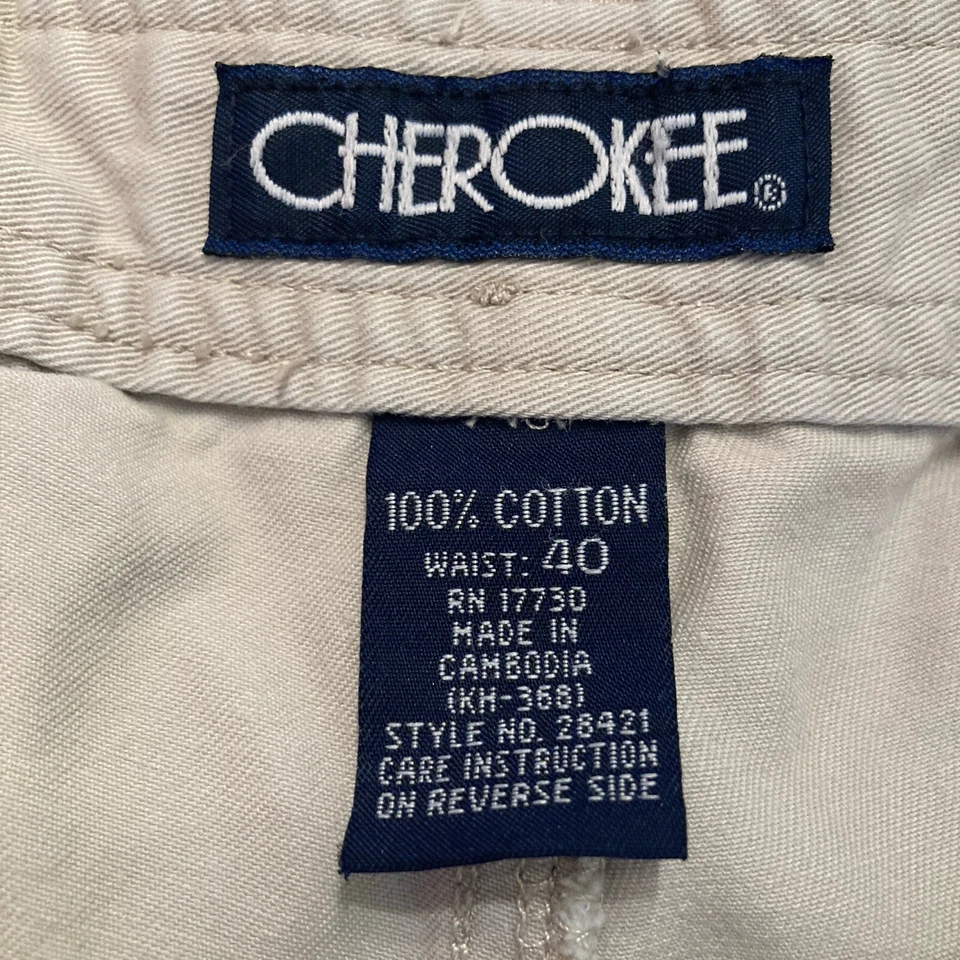 CHEROKEE®
100% COTTON
WAIST: 40
RN 17730
MADE IN
CAMBODIA
(KH-368)
STYLE NO. 28421
CARE INSTRUCTION
ON REVERSE SIDE